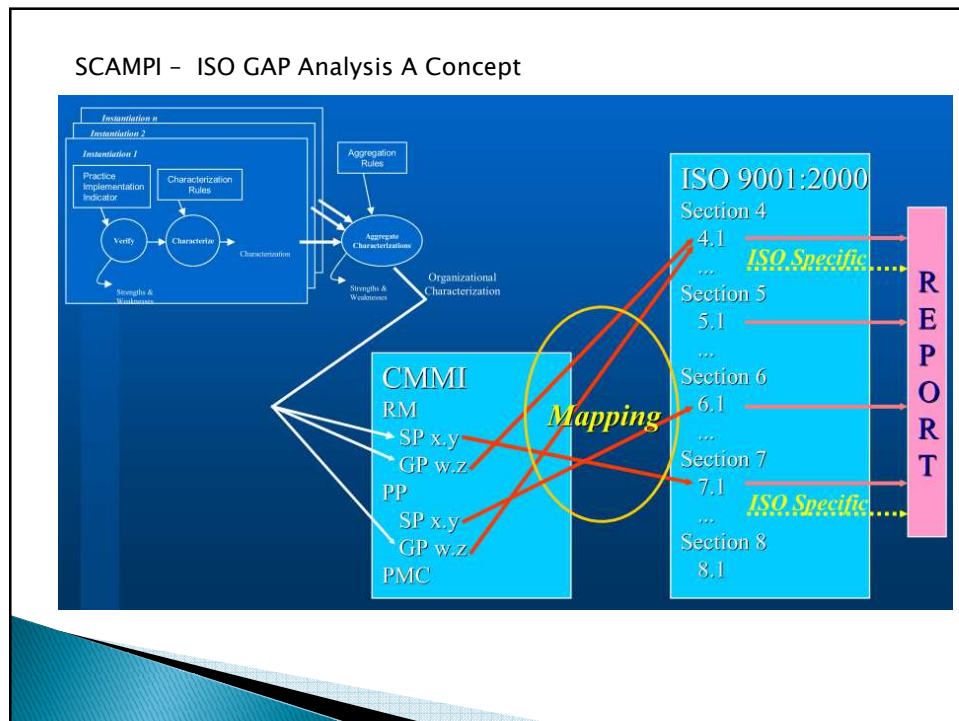 SCAMPI – ISO GAP Analysis A Concept
Instantiation n
Instantiation 2
Instantiation 1
Practice
Implementation
Indicator
Characterization
Rules
Verify
Characterize
Characterization
Strengths &
Weaknesses
Aggregation
Rules
Aggregate
Characterizations
Strengths &
Weaknesses
Organizational
Characterization
CMMI
RM
SP x.y
GP w.z
PP
SP x.y
GP w.z
PMC
Mapping
ISO 9001:2000
Section 4
4.1
...
Section 5
5.1
...
Section 6
6.1
...
Section 7
7.1
...
Section 8
8.1
ISO Specific
ISO Specific
R
E
P
O
R
T